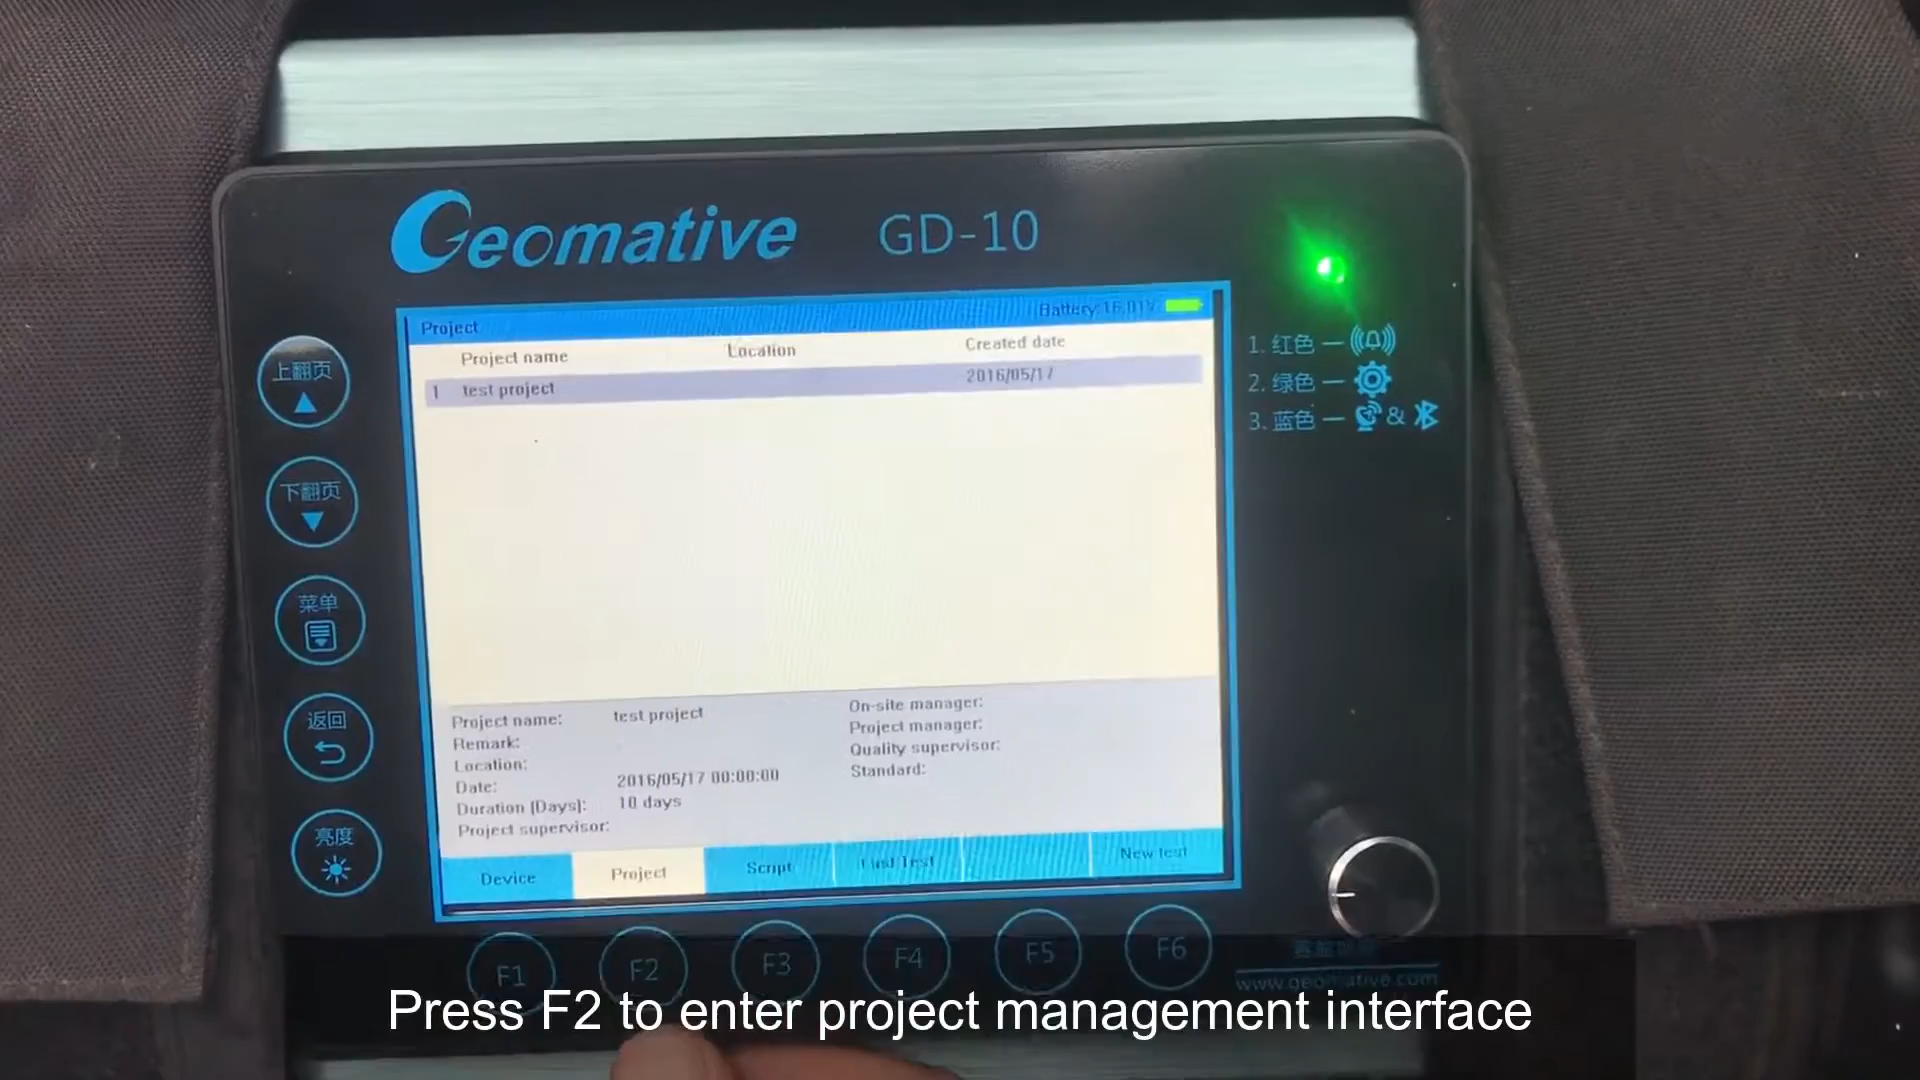 Geomative GD-10
Project Battery:16.01V
Project name Location Created date
1 test project 2016/05/17
Project name: test project
Remark:
Location:
Date: 2016/05/17 00:00:00
Duration [Days]: 10 days
Project supervisor:
On-site manager:
Project manager:
Quality supervisor:
Standard:
Device Project Script Test New test
上翻页
下翻页
菜单
返回
亮度
1. 红色 —
2. 绿色 —
3. 蓝色 — &
F1 F2 F3 F4 F5 F6
www.geomative.com
Press F2 to enter project management interface